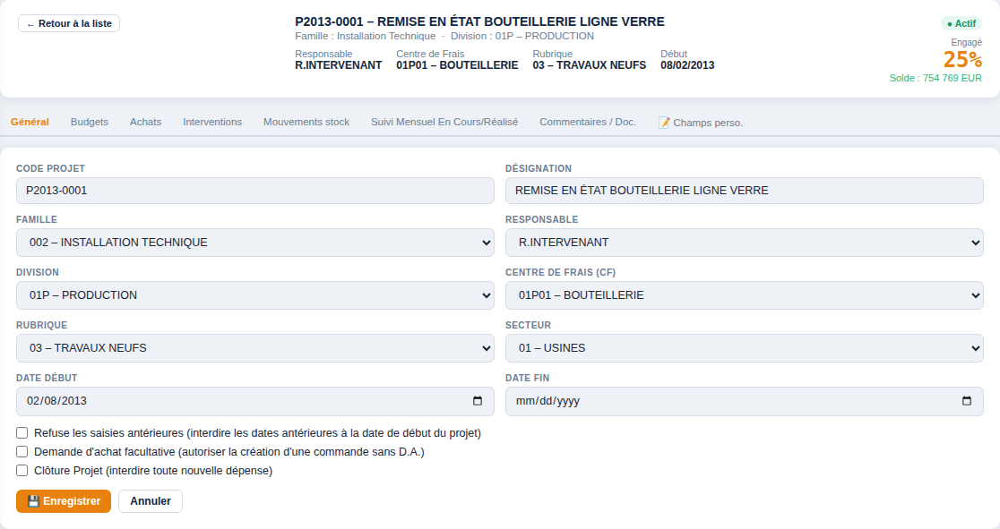 ← Retour à la liste
P2013-0001 – REMISE EN ÉTAT BOUTEILLERIE LIGNE VERRE
Famille : Installation Technique · Division : 01P – PRODUCTION
Responsable Centre de Frais Rubrique Début
R.INTERVENANT 01P01 – BOUTEILLERIE 03 – TRAVAUX NEUFS 08/02/2013
● Actif
Engagé
25%
Solde : 754 769 EUR
Général Budgets Achats Interventions Mouvements stock Suivi Mensuel En Cours/Réalisé Commentaires / Doc. 📝 Champs perso.
CODE PROJET DÉSIGNATION
P2013-0001 REMISE EN ÉTAT BOUTEILLERIE LIGNE VERRE
FAMILLE RESPONSABLE
002 – INSTALLATION TECHNIQUE R.INTERVENANT
DIVISION CENTRE DE FRAIS (CF)
01P – PRODUCTION 01P01 – BOUTEILLERIE
RUBRIQUE SECTEUR
03 – TRAVAUX NEUFS 01 – USINES
DATE DÉBUT DATE FIN
02/08/2013 mm/dd/yyyy
Refuse les saisies antérieures (interdire les dates antérieures à la date de début du projet)
Demande d'achat facultative (autoriser la création d'une commande sans D.A.)
Clôture Projet (interdire toute nouvelle dépense)
💾 Enregistrer Annuler